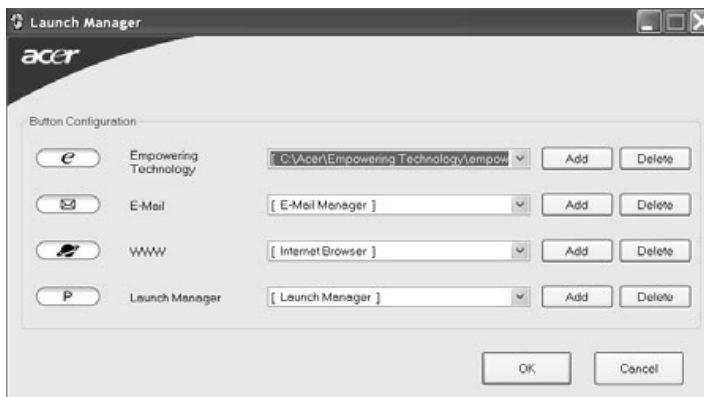 Launch Manager
acer
Button Configuration
e Empowering Technology [ C:\Acer\Empowering Technology\empow Add Delete
E-Mail [ E-Mail Manager ] Add Delete
WWW [ Internet Browser ] Add Delete
P Launch Manager [ Launch Manager ] Add Delete
OK Cancel